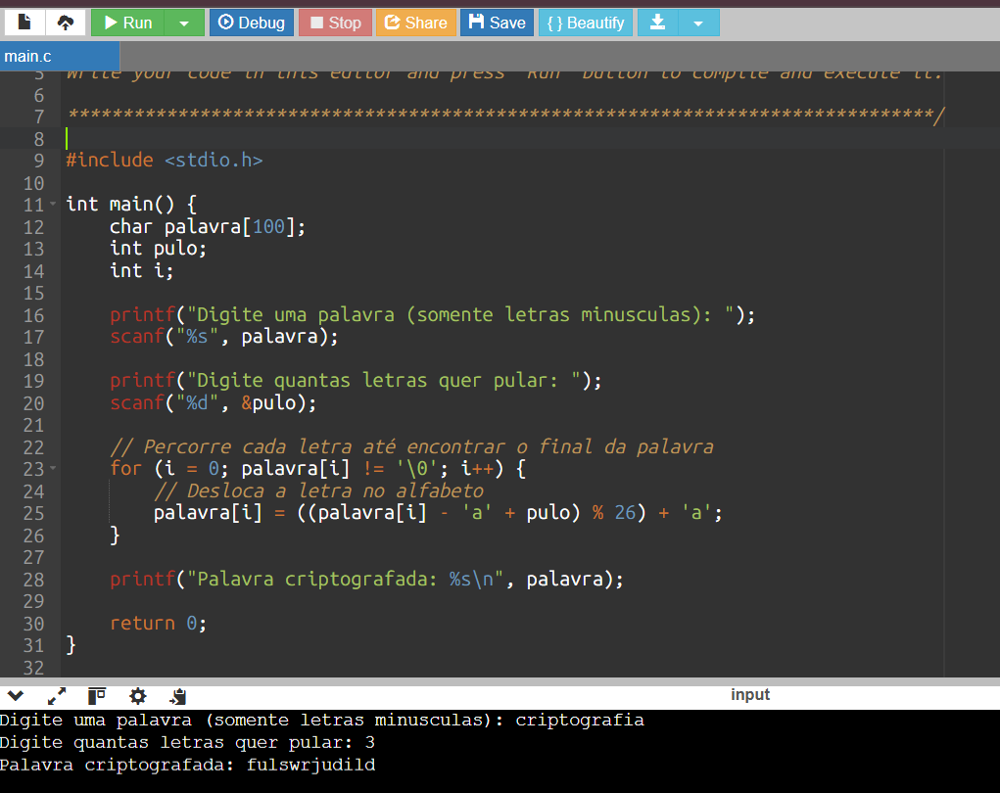 Run Debug Stop Share Save { } Beautify
main.c
5 Write your code in this editor and press "Run" button to compile and execute it.
6
7 *******************************************************************************/
8
9 #include <stdio.h>
10
11 int main() {
12 char palavra[100];
13 int pulo;
14 int i;
15
16 printf("Digite uma palavra (somente letras minusculas): ");
17 scanf("%s", palavra);
18
19 printf("Digite quantas letras quer pular: ");
20 scanf("%d", &pulo);
21
22 // Percorre cada letra até encontrar o final da palavra
23 for (i = 0; palavra[i] != '\0'; i++) {
24 // Desloca a letra no alfabeto
25 palavra[i] = ((palavra[i] - 'a' + pulo) % 26) + 'a';
26 }
27
28 printf("Palavra criptografada: %s\n", palavra);
29
30 return 0;
31 }
32
input
Digite uma palavra (somente letras minusculas): criptografia
Digite quantas letras quer pular: 3
Palavra criptografada: fulswrjudild